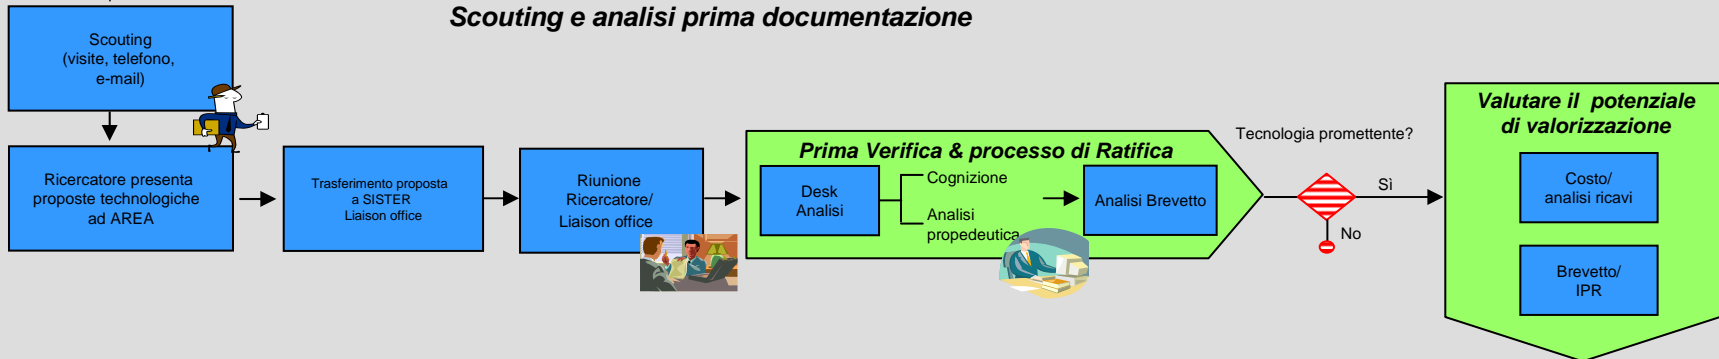 Scouting e analisi prima documentazione
Scouting
(visite, telefono,
e-mail)
Ricercatore presenta
proposte technologiche
ad AREA
Trasferimento proposta
a SISTER
Liaison office
Riunione
Ricercatore/
Liaison office
Prima Verifica & processo di Ratifica
Desk
Analisi
Cognizione
Analisi
propedeutica
Analisi Brevetto
Tecnologia promettente?
Sì
No
Valutare il potenziale
di valorizzazione
Costo/
analisi ricavi
Brevetto/
IPR